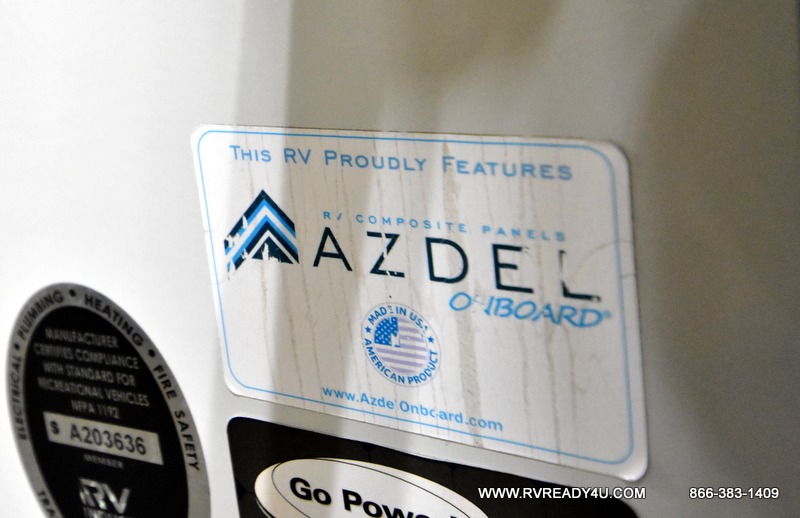 This RV Proudly Features
RV COMPOSITE PANELS
AZDEL
ONBOARD®
MADE IN USA
AMERICAN PRODUCT
www.AzdelOnboard.com
ELECTRICAL • PLUMBING • HEATING • FIRE SAFETY
MANUFACTURER
CERTIFIES COMPLIANCE
WITH STANDARD FOR
RECREATIONAL VEHICLES
NFPA 1192
S A203636
MEMBER
RV
Go Power
WWW.RVREADY4U.COM 866-383-1409